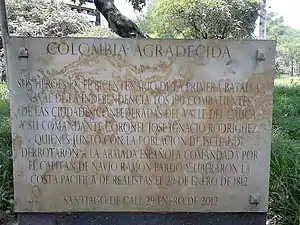 COLOMBIA AGRADECIDA
A
SUS HÉROES EN EL BICENTENARIO DE LA PRIMERA BATALLA
NAVAL DE LA INDEPENDENCIA, LOS 190 COMBATIENTES
DE LAS CIUDADES CONFEDERADAS DEL VALLE DEL CAUCA
Y SU COMANDANTE CORONEL JOSE IGNACIO RODRIGUEZ
QUIENES JUNTO CON LA POBLACION DE ISCUANDÉ
DERROTARON A LA ARMADA ESPAÑOLA COMANDADA POR
EL CAPITAN DE NAVIO RAMON PARDO Y LIBERARON LA
COSTA PACIFICA DE REALISTAS EL 29 DE ENERO DE 1812
SANTIAGO DE CALI, 29 ENERO DE 2012